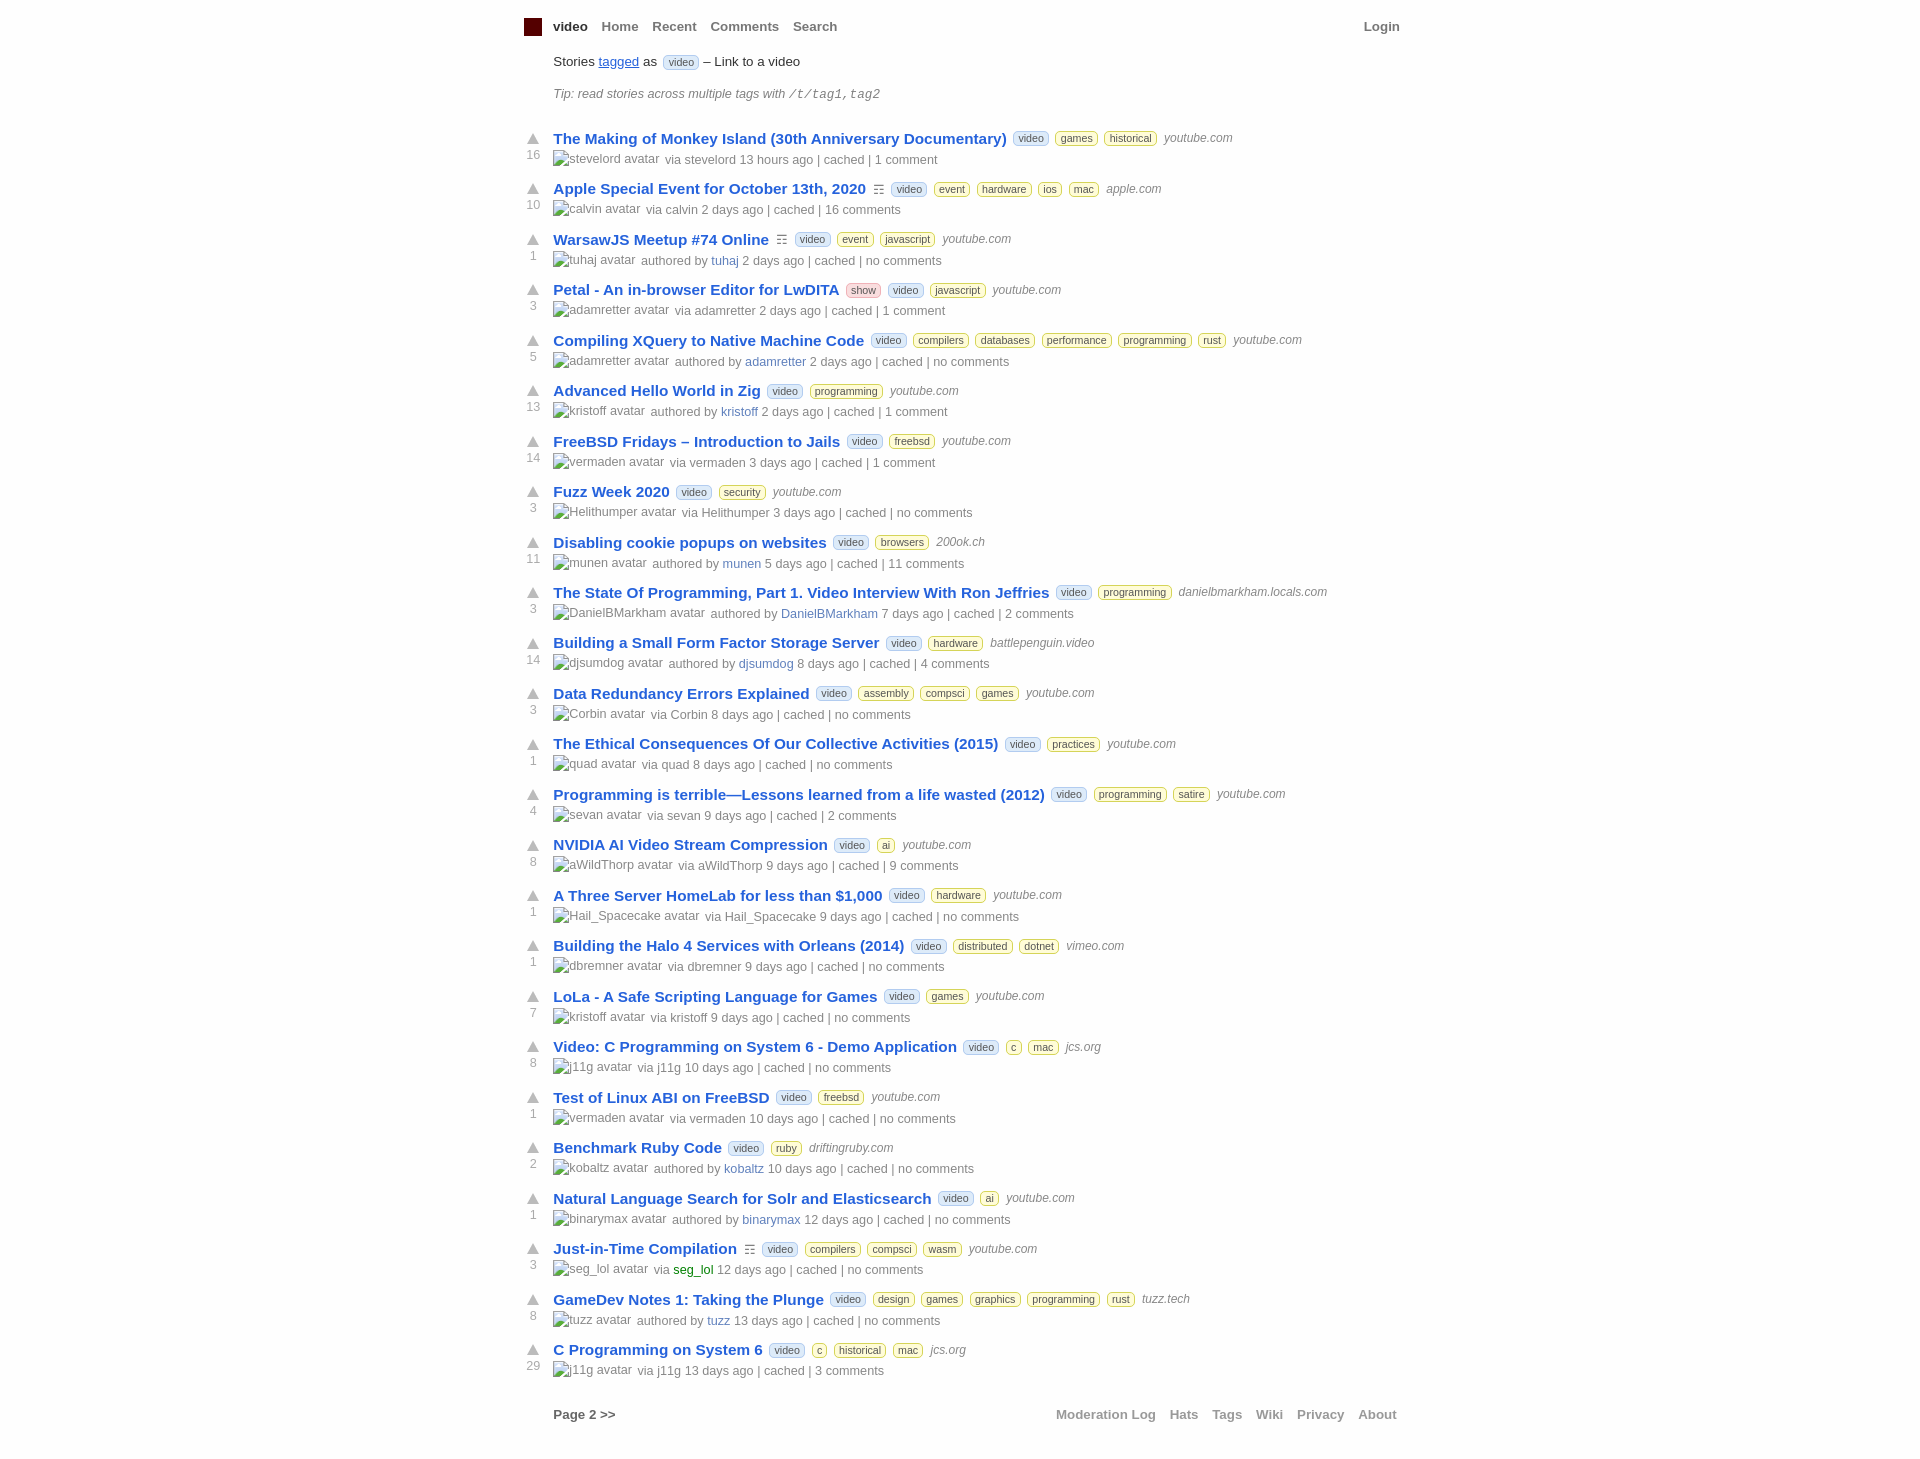 video Home Recent Comments Search Login
Stories tagged as video – Link to a video
Tip: read stories across multiple tags with /t/tag1,tag2
The Making of Monkey Island (30th Anniversary Documentary) video games historical youtube.com
16 stevelord avatar via stevelord 13 hours ago | cached | 1 comment
Apple Special Event for October 13th, 2020 ☶ video event hardware ios mac apple.com
10 calvin avatar via calvin 2 days ago | cached | 16 comments
WarsawJS Meetup #74 Online ☶ video event javascript youtube.com
1 tuhaj avatar authored by tuhaj 2 days ago | cached | no comments
Petal - An in-browser Editor for LwDITA show video javascript youtube.com
3 adamretter avatar via adamretter 2 days ago | cached | 1 comment
Compiling XQuery to Native Machine Code video compilers databases performance programming rust youtube.com
5 adamretter avatar authored by adamretter 2 days ago | cached | no comments
Advanced Hello World in Zig video programming youtube.com
13 kristoff avatar authored by kristoff 2 days ago | cached | 1 comment
FreeBSD Fridays – Introduction to Jails video freebsd youtube.com
14 vermaden avatar via vermaden 3 days ago | cached | 1 comment
Fuzz Week 2020 video security youtube.com
3 Helithumper avatar via Helithumper 3 days ago | cached | no comments
Disabling cookie popups on websites video browsers 200ok.ch
11 munen avatar authored by munen 5 days ago | cached | 11 comments
The State Of Programming, Part 1. Video Interview With Ron Jeffries video programming danielbmarkham.locals.com
3 DanielBMarkham avatar authored by DanielBMarkham 7 days ago | cached | 2 comments
Building a Small Form Factor Storage Server video hardware battlepenguin.video
14 djsumdog avatar authored by djsumdog 8 days ago | cached | 4 comments
Data Redundancy Errors Explained video assembly compsci games youtube.com
3 Corbin avatar via Corbin 8 days ago | cached | no comments
The Ethical Consequences Of Our Collective Activities (2015) video practices youtube.com
1 quad avatar via quad 8 days ago | cached | no comments
Programming is terrible—Lessons learned from a life wasted (2012) video programming satire youtube.com
4 sevan avatar via sevan 9 days ago | cached | 2 comments
NVIDIA AI Video Stream Compression video ai youtube.com
8 aWildThorp avatar via aWildThorp 9 days ago | cached | 9 comments
A Three Server HomeLab for less than $1,000 video hardware youtube.com
1 Hail_Spacecake avatar via Hail_Spacecake 9 days ago | cached | no comments
Building the Halo 4 Services with Orleans (2014) video distributed dotnet vimeo.com
1 dbremner avatar via dbremner 9 days ago | cached | no comments
LoLa - A Safe Scripting Language for Games video games youtube.com
7 kristoff avatar via kristoff 9 days ago | cached | no comments
Video: C Programming on System 6 - Demo Application video c mac jcs.org
8 j11g avatar via j11g 10 days ago | cached | no comments
Test of Linux ABI on FreeBSD video freebsd youtube.com
1 vermaden avatar via vermaden 10 days ago | cached | no comments
Benchmark Ruby Code video ruby driftingruby.com
2 kobaltz avatar authored by kobaltz 10 days ago | cached | no comments
Natural Language Search for Solr and Elasticsearch video ai youtube.com
1 binarymax avatar authored by binarymax 12 days ago | cached | no comments
Just-in-Time Compilation ☶ video compilers compsci wasm youtube.com
3 seg_lol avatar via seg_lol 12 days ago | cached | no comments
GameDev Notes 1: Taking the Plunge video design games graphics programming rust tuzz.tech
8 tuzz avatar authored by tuzz 13 days ago | cached | no comments
C Programming on System 6 video c historical mac jcs.org
29 j11g avatar via j11g 13 days ago | cached | 3 comments
Page 2 >> Moderation Log Hats Tags Wiki Privacy About